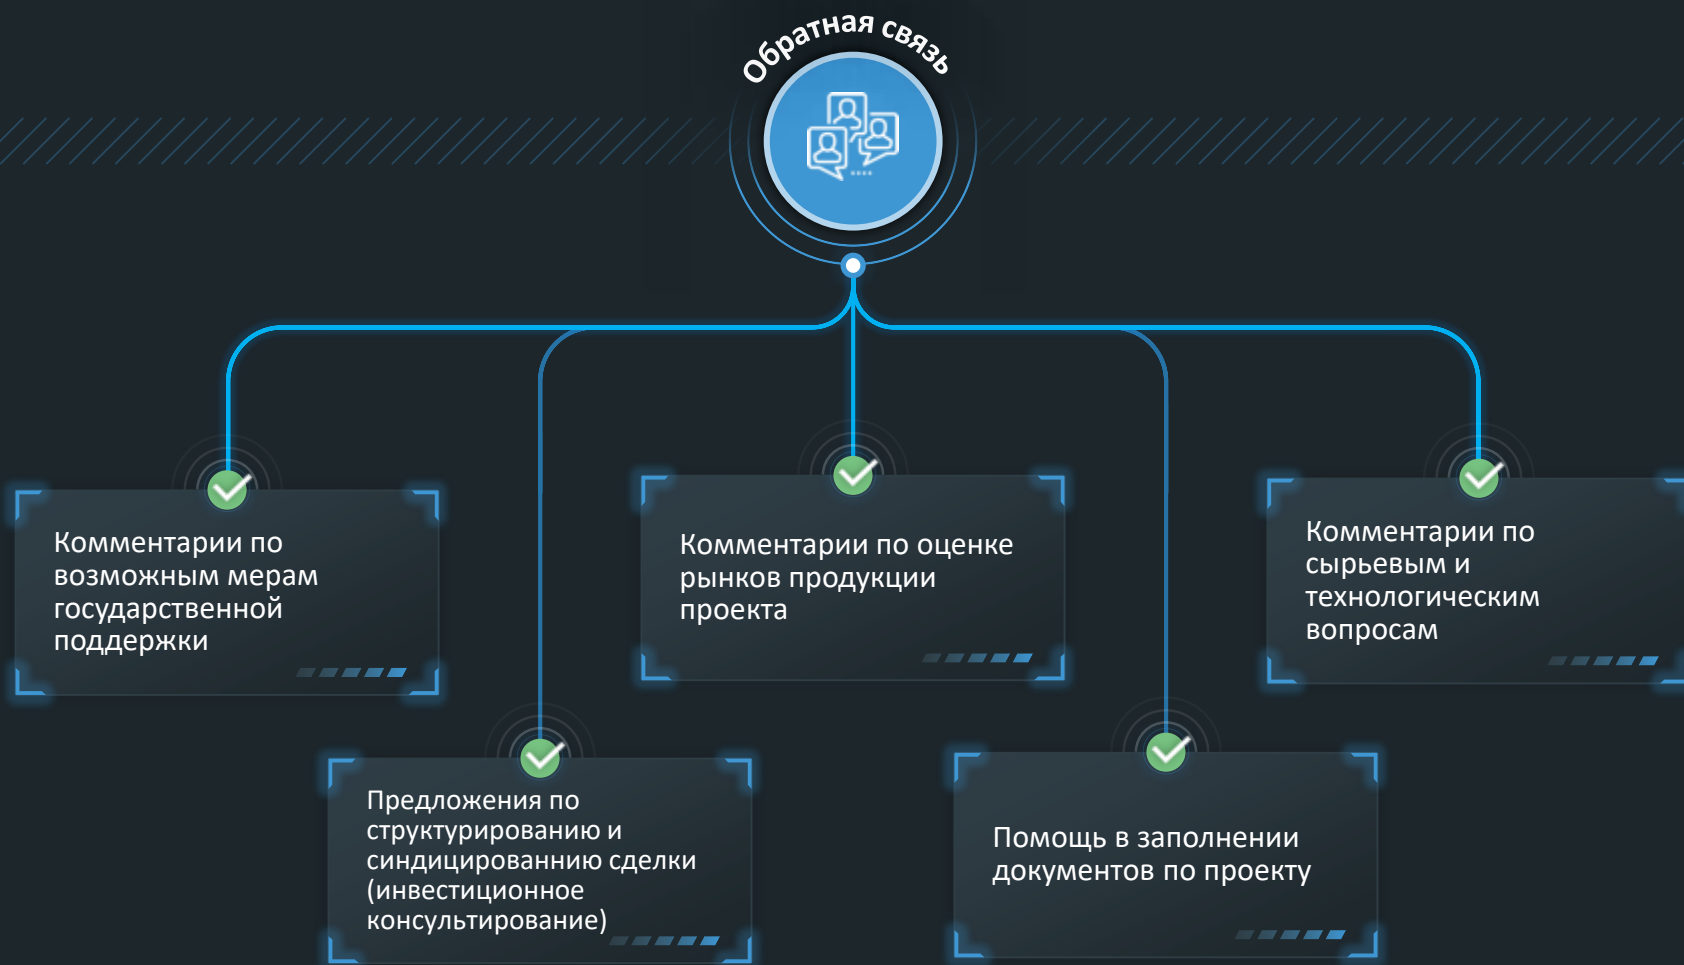 Обратная связь
Комментарии по
возможным мерам
государственной
поддержки
Предложения по
структурированию и
синдицированнию сделки
(инвестиционное
консультирование)
Комментарии по оценке
рынков продукции
проекта
Помощь в заполнении
документов по проекту
Комментарии по
сырьевым и
технологическим
вопросам